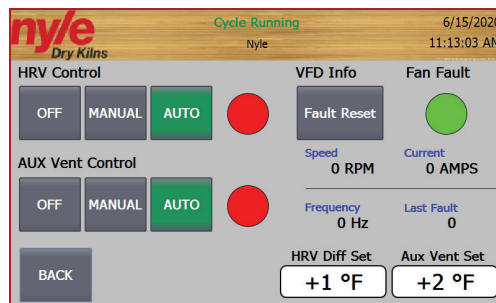 nyle
Dry Kilns
Cycle Running
Nyle
6/15/2020
11:13:03 AM
HRV Control
OFF
MANUAL
AUTO
AUX Vent Control
OFF
MANUAL
AUTO
BACK
VFD Info
Fan Fault
Fault Reset
Speed
0 RPM
Current
0 AMPS
Frequency
0 Hz
Last Fault
0
HRV Diff Set
+1 °F
Aux Vent Set
+2 °F